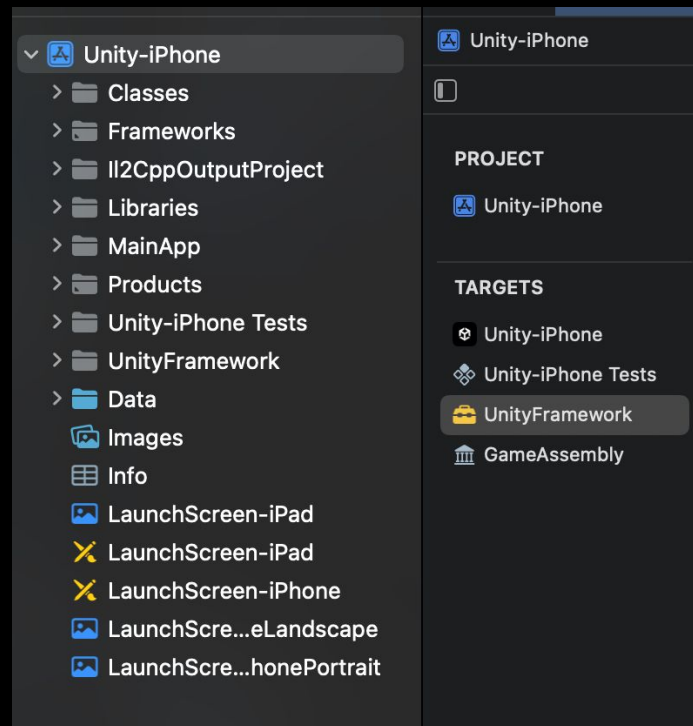 Unity-iPhone
Classes
Frameworks
Il2CppOutputProject
Libraries
MainApp
Products
Unity-iPhone Tests
UnityFramework
Data
Images
Info
LaunchScreen-iPad
LaunchScreen-iPad
LaunchScreen-iPhone
LaunchScre...eLandscape
LaunchScre...honePortrait
Unity-iPhone
PROJECT
Unity-iPhone
TARGETS
Unity-iPhone
Unity-iPhone Tests
UnityFramework
GameAssembly